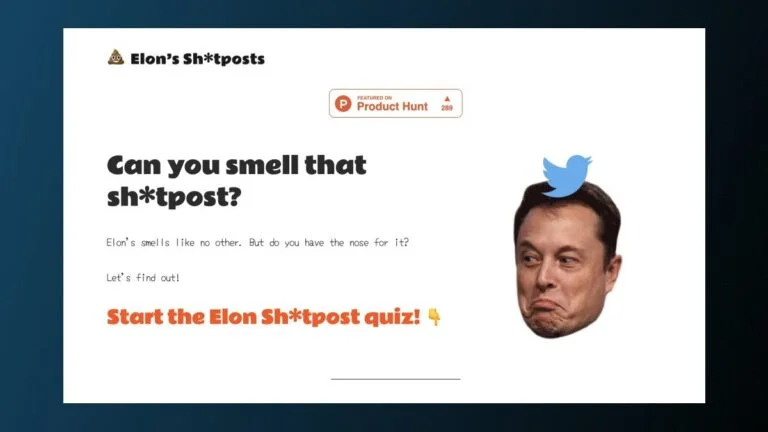 Elon's Sh*tposts
P
FEATURED ON
Product Hunt
289
Can you smell that
sh*tpost?
Elon's smells like no other. But do you have the nose for it?
Let's find out!
Start the Elon Sh*tpost quiz!